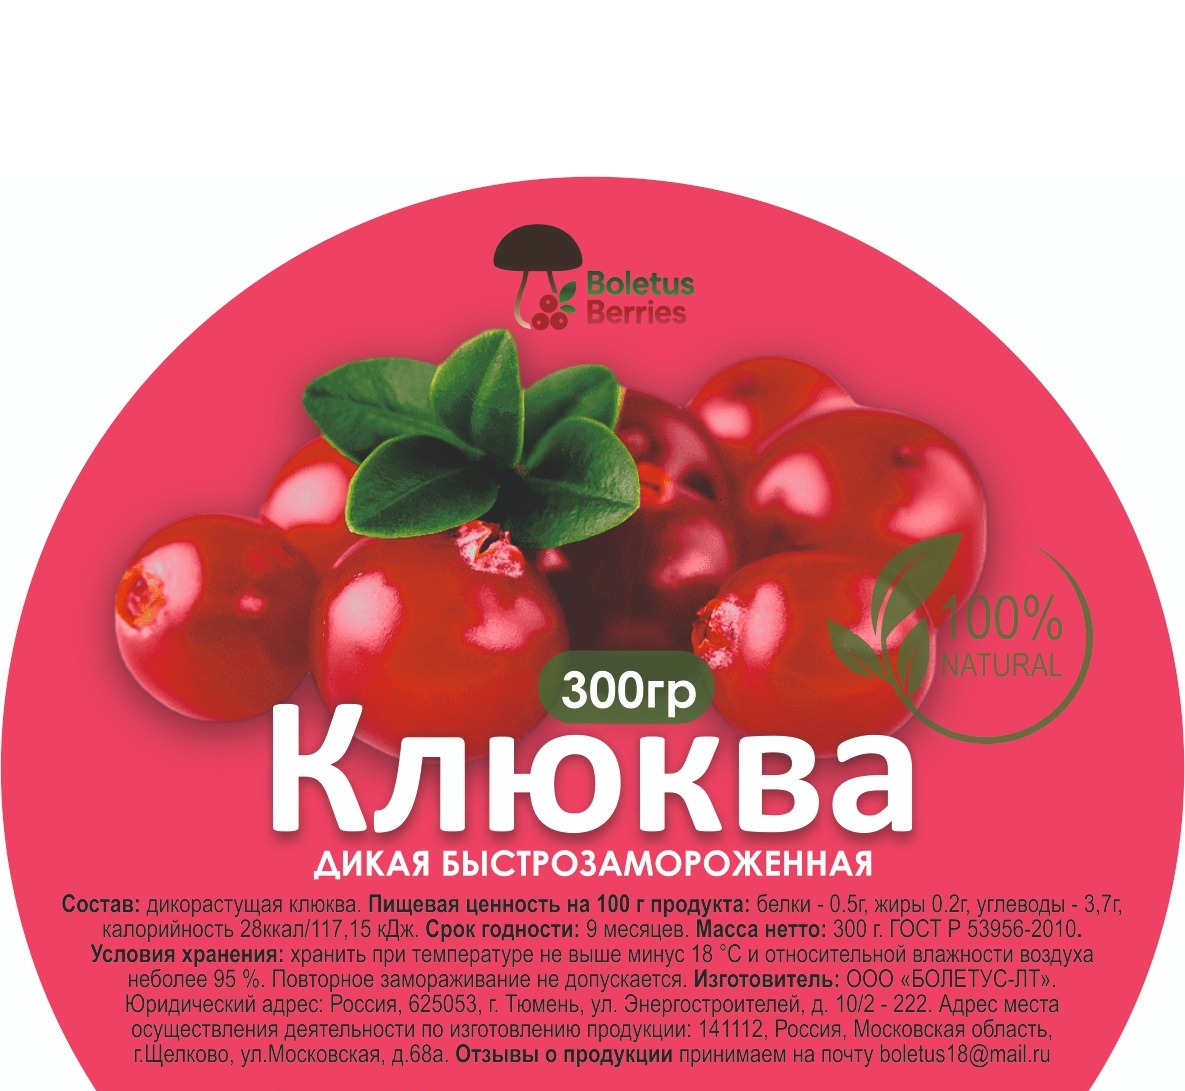 Boletus
Berries
100%
NATURAL
300гр
Клюква
ДИКАЯ БЫСТРОЗАМОРОЖЕННАЯ
Состав: дикорастущая клюква. Пищевая ценность на 100 г продукта: белки - 0.5г, жиры 0.2г, углеводы - 3,7г,
калорийность 28ккал/117,15 кДж. Срок годности: 9 месяцев. Масса нетто: 300 г. ГОСТ Р 53956-2010.
Условия хранения: хранить при температуре не выше минус 18 °С и относительной влажности воздуха
неболее 95 %. Повторное замораживание не допускается. Изготовитель: ООО «БОЛЕТУС-ЛТ».
Юридический адрес: Россия, 625053, г. Тюмень, ул. Энергостроителей, д. 10/2 - 222. Адрес места
осуществления деятельности по изготовлению продукции: 141112, Россия, Московская область,
г.Щелково, ул.Московская, д.68а. Отзывы о продукции принимаем на почту boletus18@mail.ru